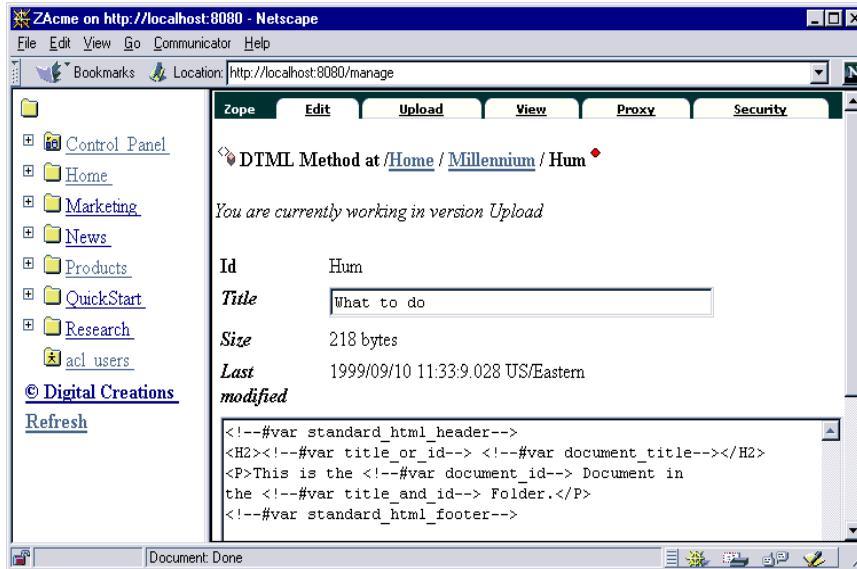 ZAcme on http://localhost:8080 - Netscape
File Edit View Go Communicator Help
Bookmarks Location: http://localhost:8080/manage
N
Control Panel
Home
Marketing
News
Products
QuickStart
Research
acl_users
© Digital Creations
Refresh
Zope Edit Upload View Proxy Security
DTML Method at /Home / Millennium / Hum
You are currently working in version Upload
Id Hum
Title What to do
Size 218 bytes
Last 1999/09/10 11:33:9.028 US/Eastern
modified
<!--#var standard_html_header-->
<H2><!--#var title_or_id--> <!--#var document_title--></H2>
<P>This is the <!--#var document_id--> Document in
the <!--#var title_and_id--> Folder.</P>
<!--#var standard_html_footer-->
Document: Done